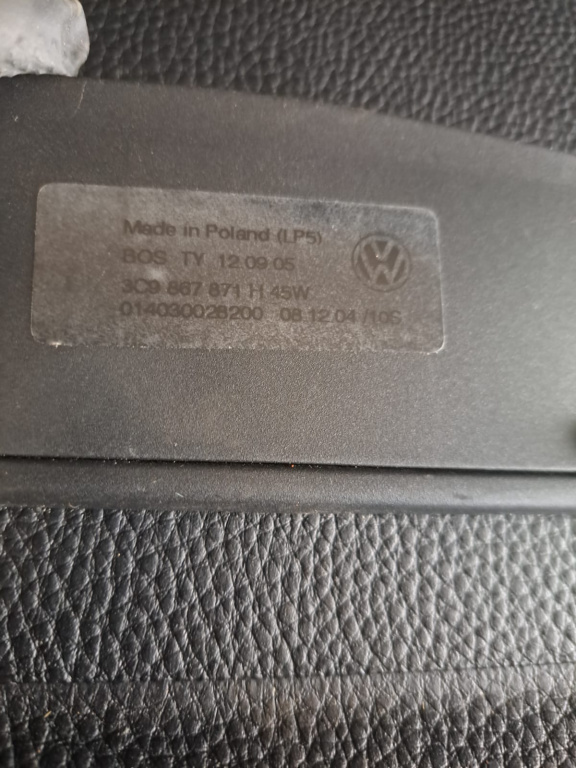 Made in Poland (LP5)
BOS TY 12.09.05
3C9 867 871 H 45W
014030028200 08.12.04 /10S